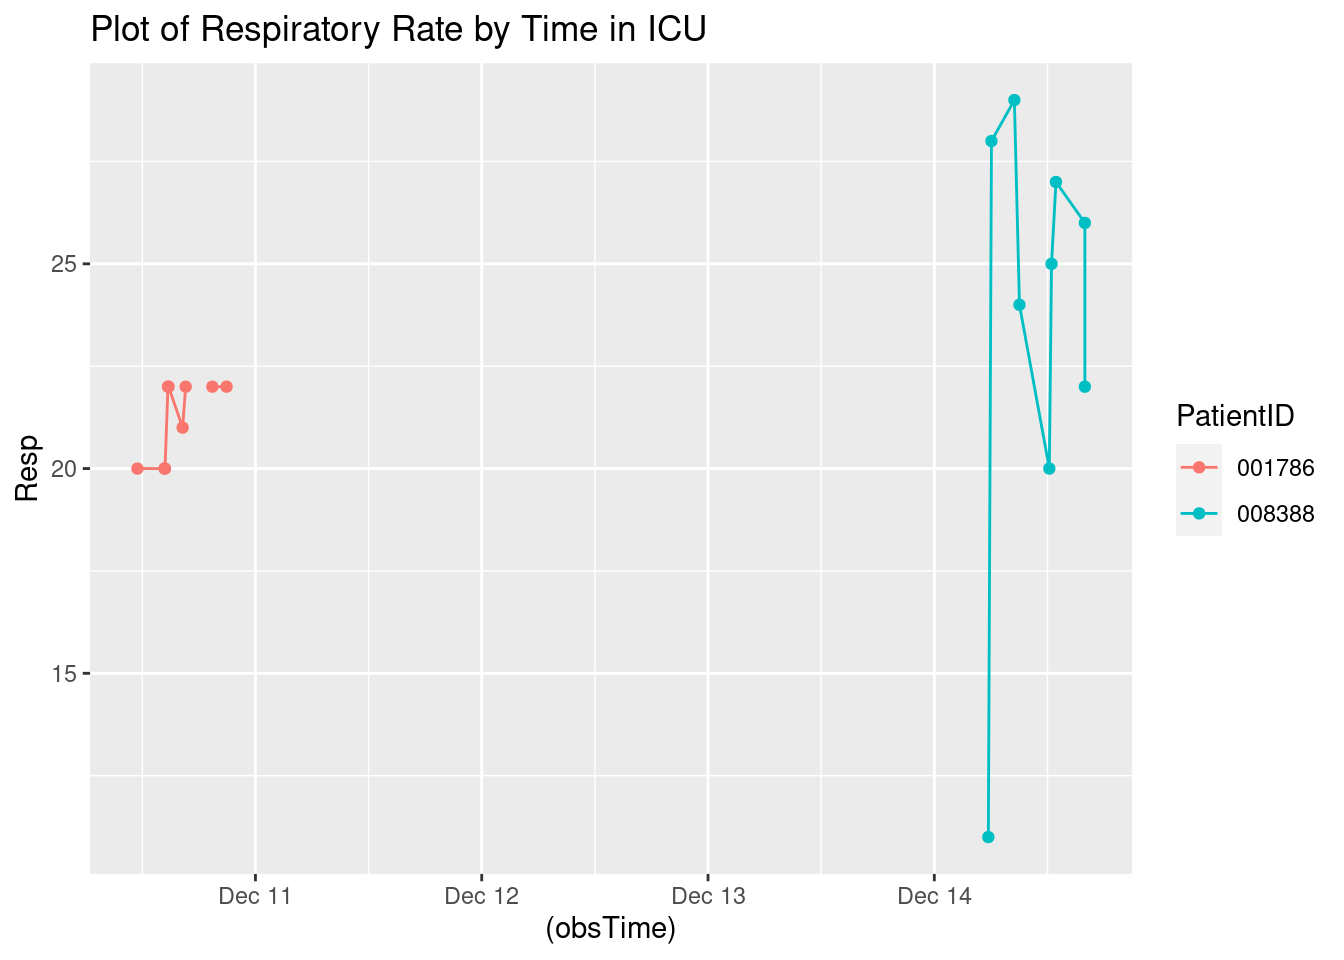 Plot of Respiratory Rate by Time in ICU
25
20
15
Resp
Dec 11
Dec 12
Dec 13
Dec 14
(obsTime)
PatientID
001786
008388